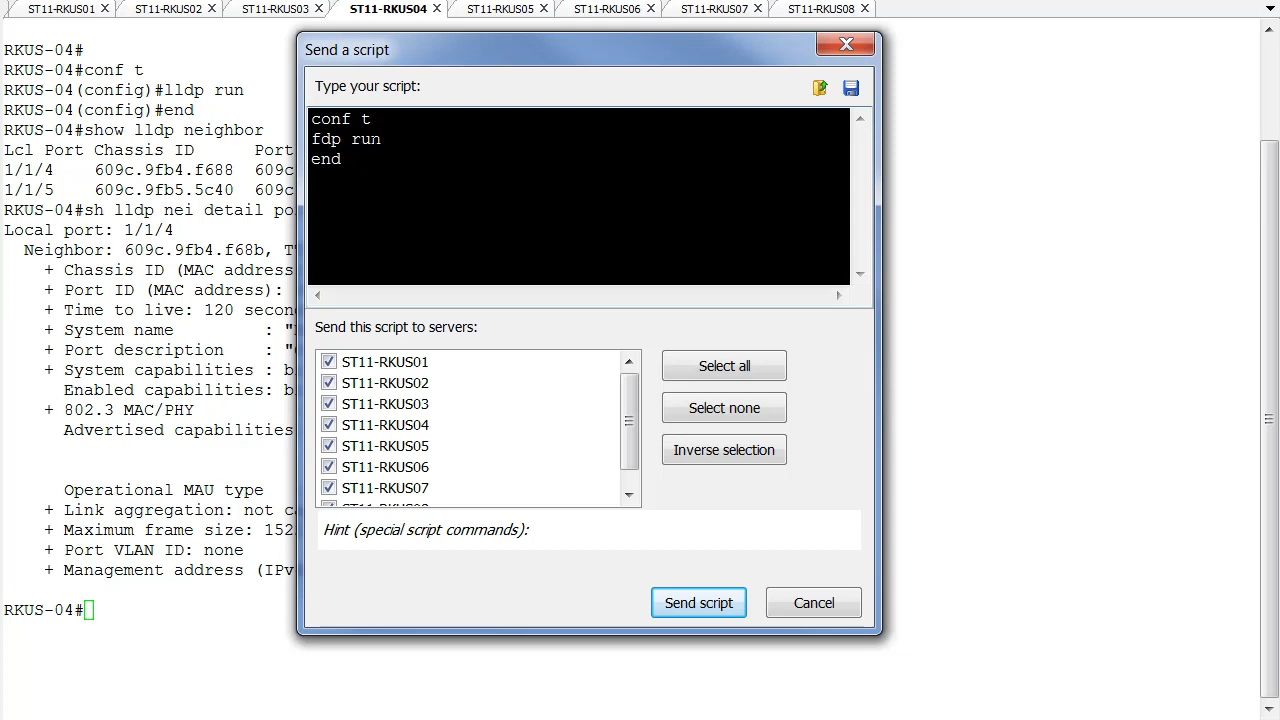 ST11-RKUS01 ST11-RKUS02 ST11-RKUS03 ST11-RKUS04 ST11-RKUS05 ST11-RKUS06 ST11-RKUS07 ST11-RKUS08
RKUS-04#
RKUS-04#conf t
RKUS-04(config)#lldp run
RKUS-04(config)#end
RKUS-04#show lldp neighbor
Lcl Port Chassis ID Port
1/1/4 609c.9fb4.f688 609c
1/1/5 609c.9fb5.5c40 609c
RKUS-04#sh lldp nei detail po
Local port: 1/1/4
Neighbor: 609c.9fb4.f68b, T
+ Chassis ID (MAC address
+ Port ID (MAC address):
+ Time to live: 120 secon
+ System name : "
+ Port description : "
+ System capabilities : b
Enabled capabilities: b
+ 802.3 MAC/PHY
Advertised capabilities
Operational MAU type
+ Link aggregation: not c
+ Maximum frame size: 152
+ Port VLAN ID: none
+ Management address (IPv
RKUS-04#
Send a script
Type your script:
conf t
fdp run
end
Send this script to servers:
ST11-RKUS01
ST11-RKUS02
ST11-RKUS03
ST11-RKUS04
ST11-RKUS05
ST11-RKUS06
ST11-RKUS07
Select all
Select none
Inverse selection
Hint (special script commands):
Send script
Cancel